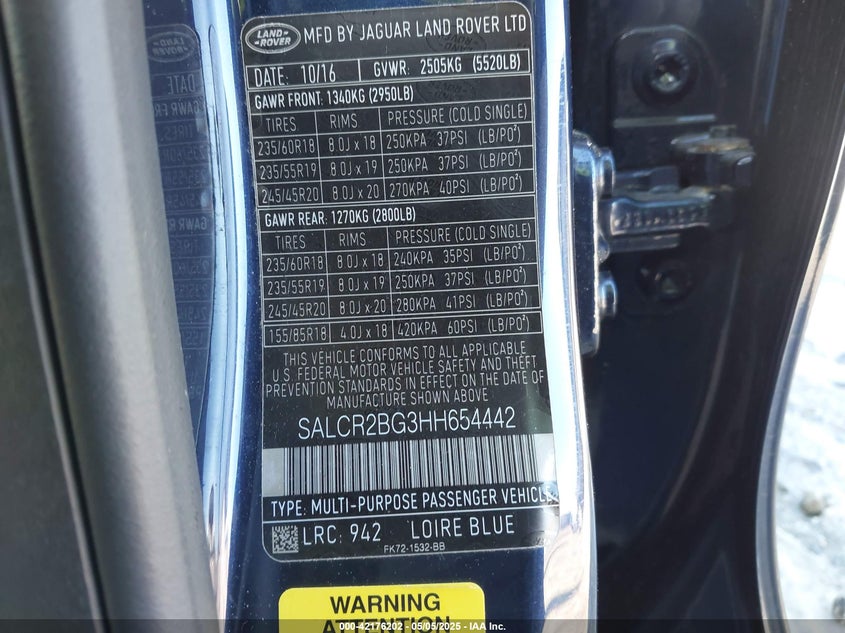 LAND ROVER MFD BY JAGUAR LAND ROVER LTD
DATE: 10/16 GVWR: 2505KG (5520LB)
GAWR FRONT: 1340KG (2950LB)
TIRES RIMS PRESSURE (COLD SINGLE)
235/60R18 8.0J x 18 250KPA 37PSI (LB/PO²)
235/55R19 8.0J x 19 250KPA 37PSI (LB/PO²)
245/45R20 8.0J x 20 270KPA 40PSI (LB/PO²)
GAWR REAR: 1270KG (2800LB)
TIRES RIMS PRESSURE (COLD SINGLE)
235/60R18 8.0J x 18 240KPA 35PSI (LB/PO²)
235/55R19 8.0J x 19 250KPA 37PSI (LB/PO²)
245/45R20 8.0J x 20 280KPA 41PSI (LB/PO²)
155/85R18 4.0J x 18 420KPA 60PSI (LB/PO²)
THIS VEHICLE CONFORMS TO ALL APPLICABLE
U.S. FEDERAL MOTOR VEHICLE SAFETY AND THEFT
PREVENTION STANDARDS IN EFFECT ON THE DATE OF
MANUFACTURE SHOWN ABOVE
SALCR2BG3HH654442
TYPE: MULTI-PURPOSE PASSENGER VEHICLE
LRC: 942 LOIRE BLUE
FK72-1532-BB
WARNING
ATTENTION
000-42176202 - 05/05/2025 - IAA Inc.